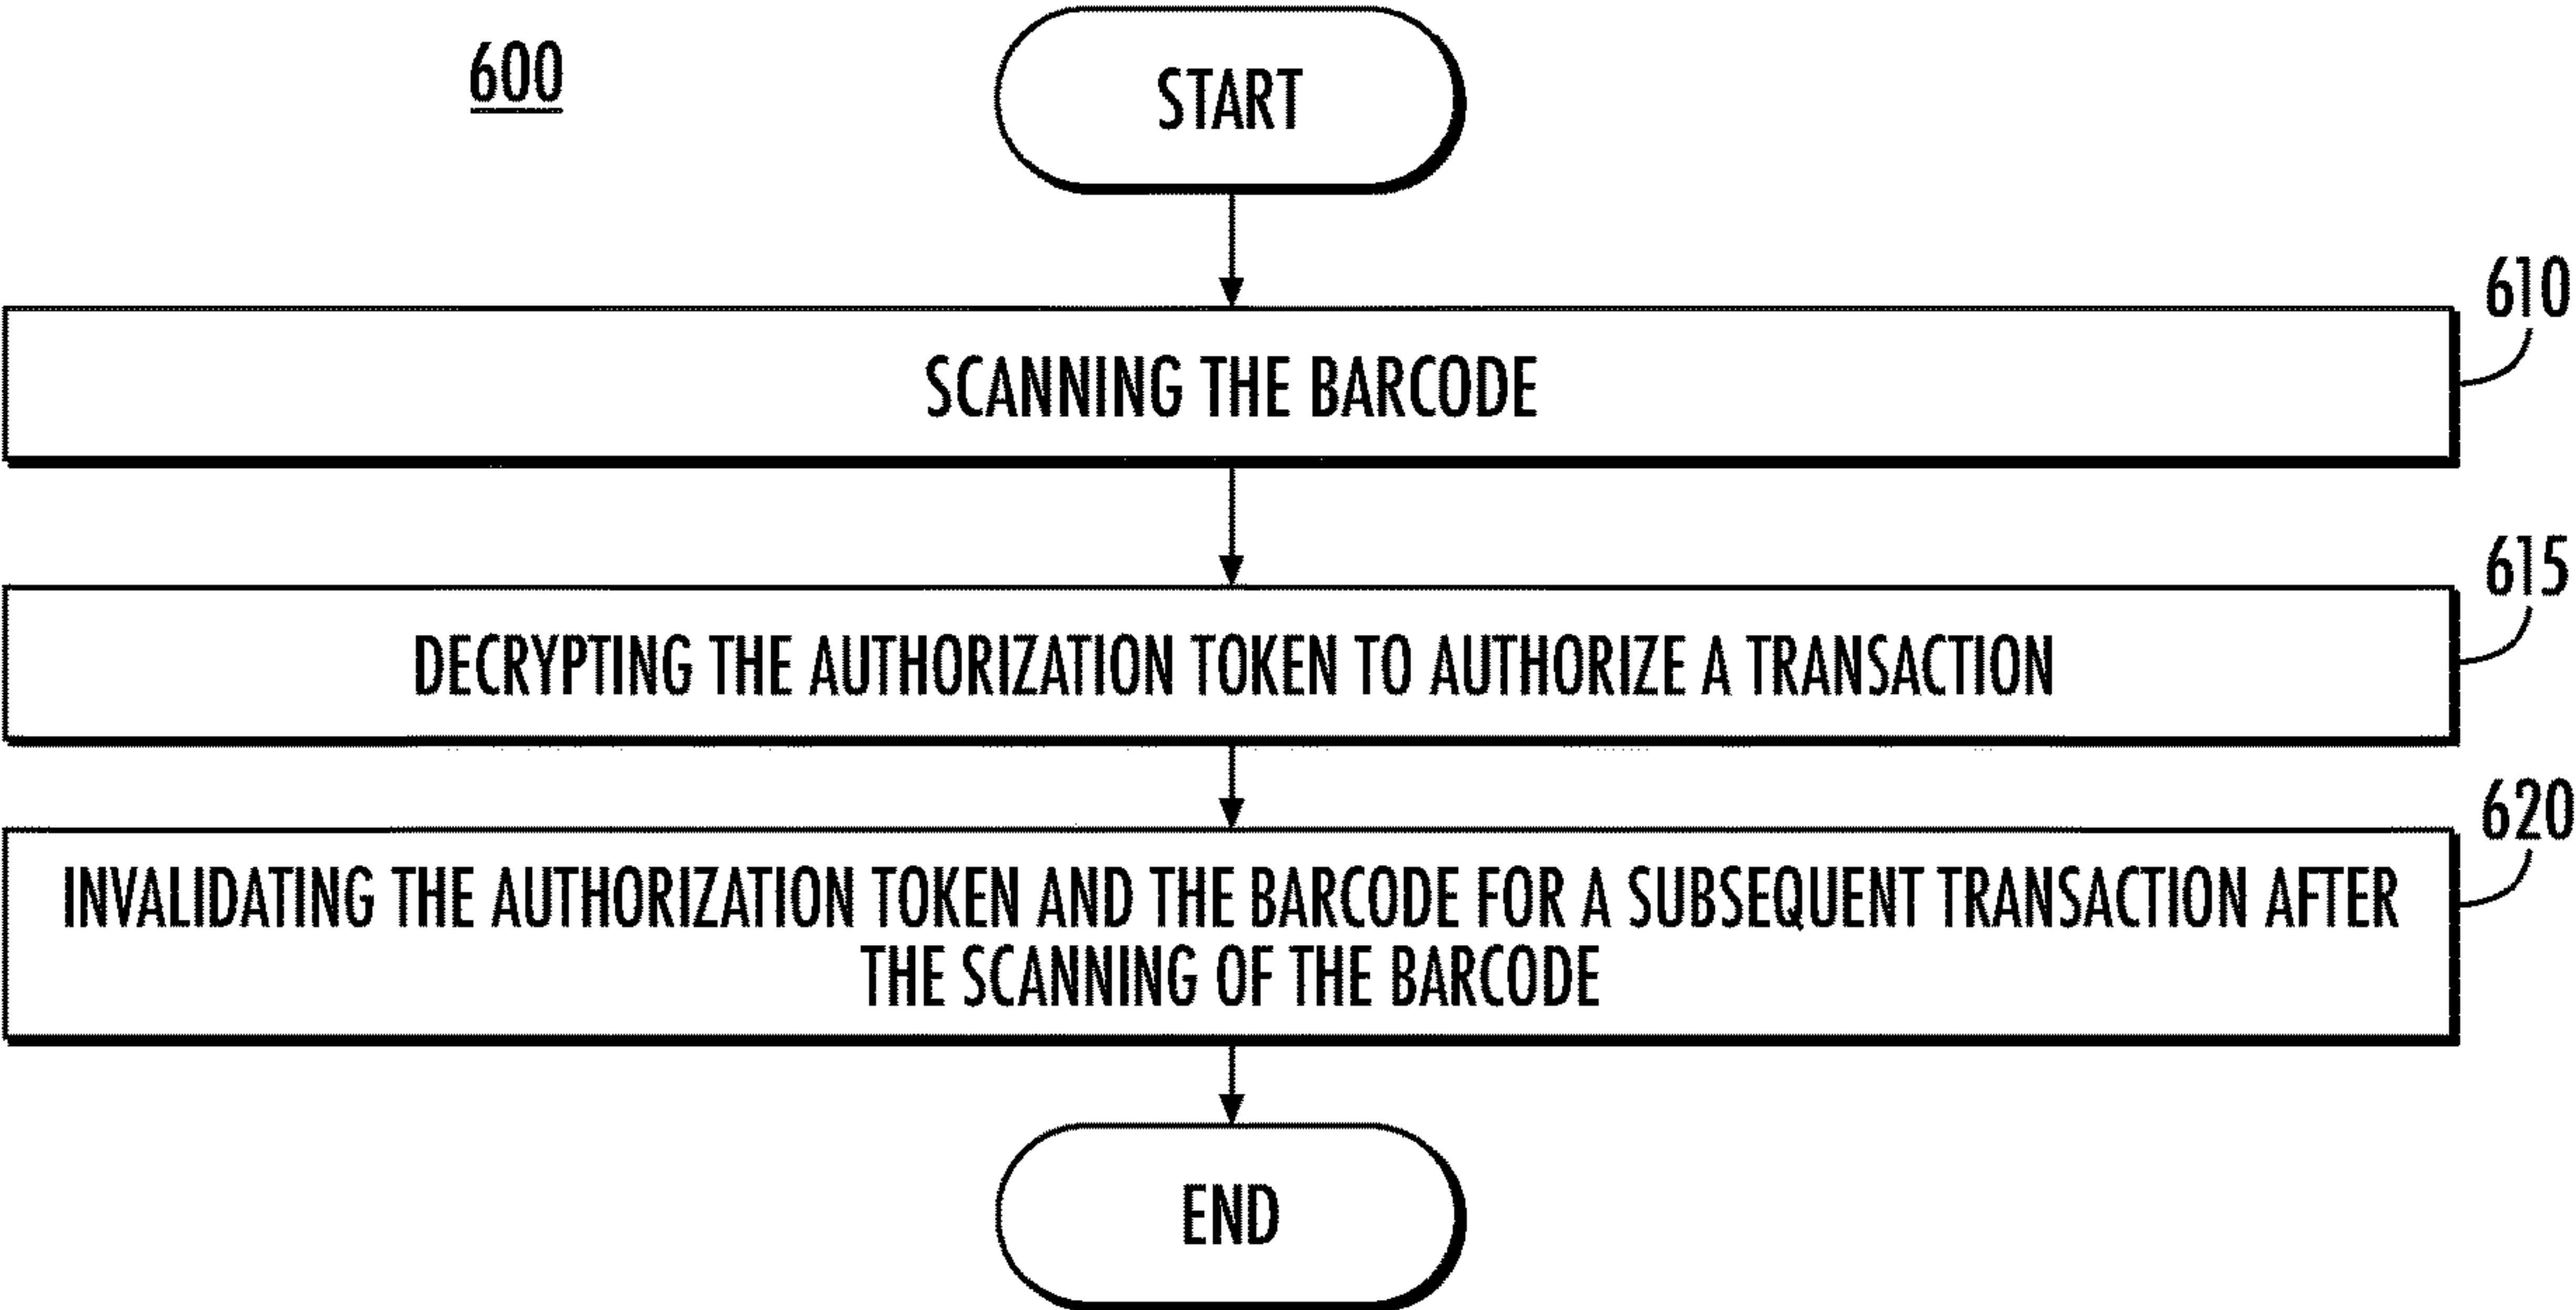 600
START
610
SCANNING THE BARCODE
615
DECRYPTING THE AUTHORIZATION TOKEN TO AUTHORIZE A TRANSACTION
620
INVALIDATING THE AUTHORIZATION TOKEN AND THE BARCODE FOR A SUBSEQUENT TRANSACTION AFTER
THE SCANNING OF THE BARCODE
END